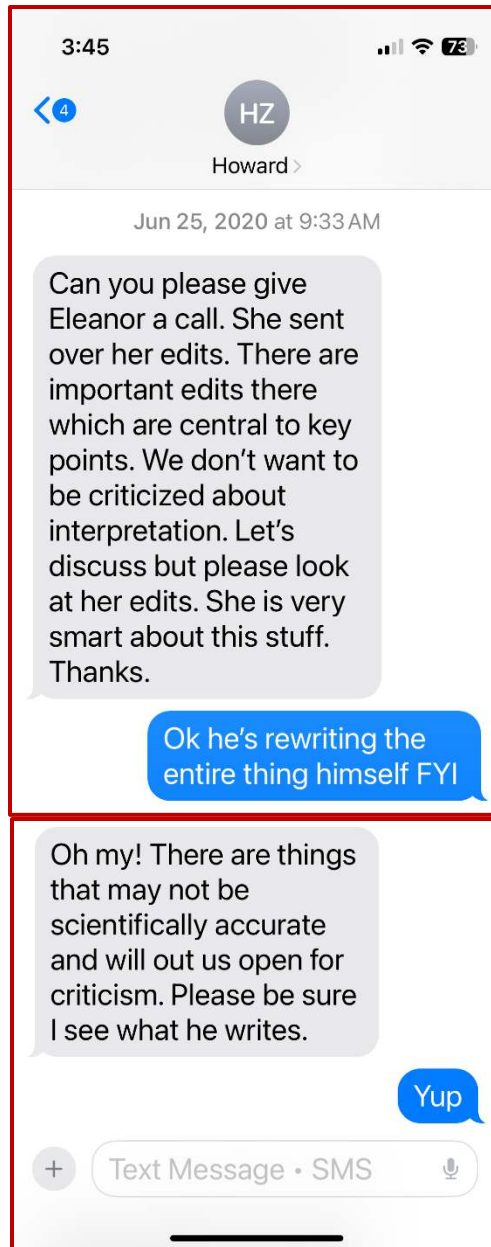 3:45
73
4
HZ
Howard
Jun 25, 2020 at 9:33 AM
Can you please give
Eleanor a call. She sent
over her edits. There are
important edits there
which are central to key
points. We don’t want to
be criticized about
interpretation. Let’s
discuss but please look
at her edits. She is very
smart about this stuff.
Thanks.
Ok he’s rewriting the
entire thing himself FYI
Oh my! There are things
that may not be
scientifically accurate
and will out us open for
criticism. Please be sure
I see what he writes.
Yup
Text Message • SMS